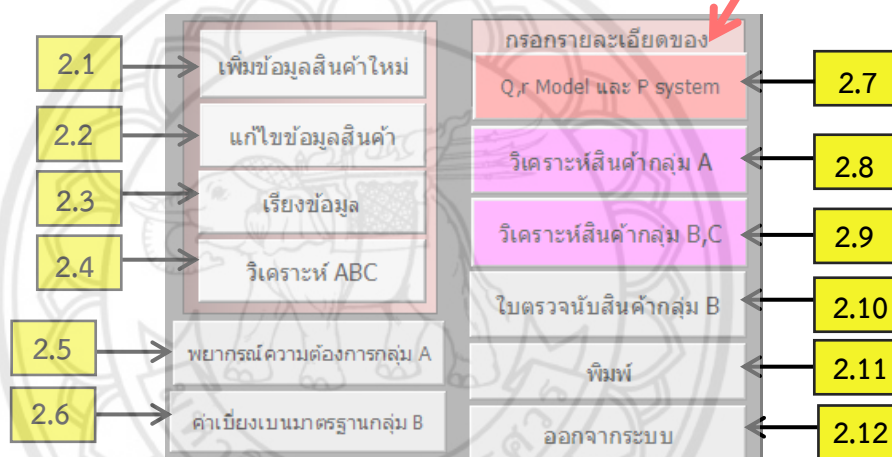 2.1
เพิ่มข้อมูลสินค้าใหม่
2.2
แก้ไขข้อมูลสินค้า
2.3
เรียงข้อมูล
2.4
วิเคราะห์ ABC
2.5
พยากรณ์ความต้องการกลุ่ม A
2.6
ค่าเบี่ยงเบนมาตรฐานกลุ่ม B
กรอกรายละเอียดของ
Q,r Model และ P system
2.7
วิเคราะห์สินค้ากลุ่ม A
2.8
วิเคราะห์สินค้ากลุ่ม B,C
2.9
ใบตรวจนับสินค้ากลุ่ม B
2.10
พิมพ์
2.11
ออกจากระบบ
2.12